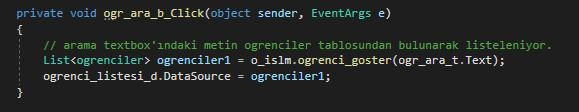 private void ogr_ara_b_Click(object sender, EventArgs e)
{
// arama textbox'ındaki metin ogrenciler tablosundan bulunarak listeleniyor.
List<ogrenciler> ogrenciler1 = o_islm.ogrenci_goster(ogr_ara_t.Text);
ogrenci_listesi_d.DataSource = ogrenciler1;
}